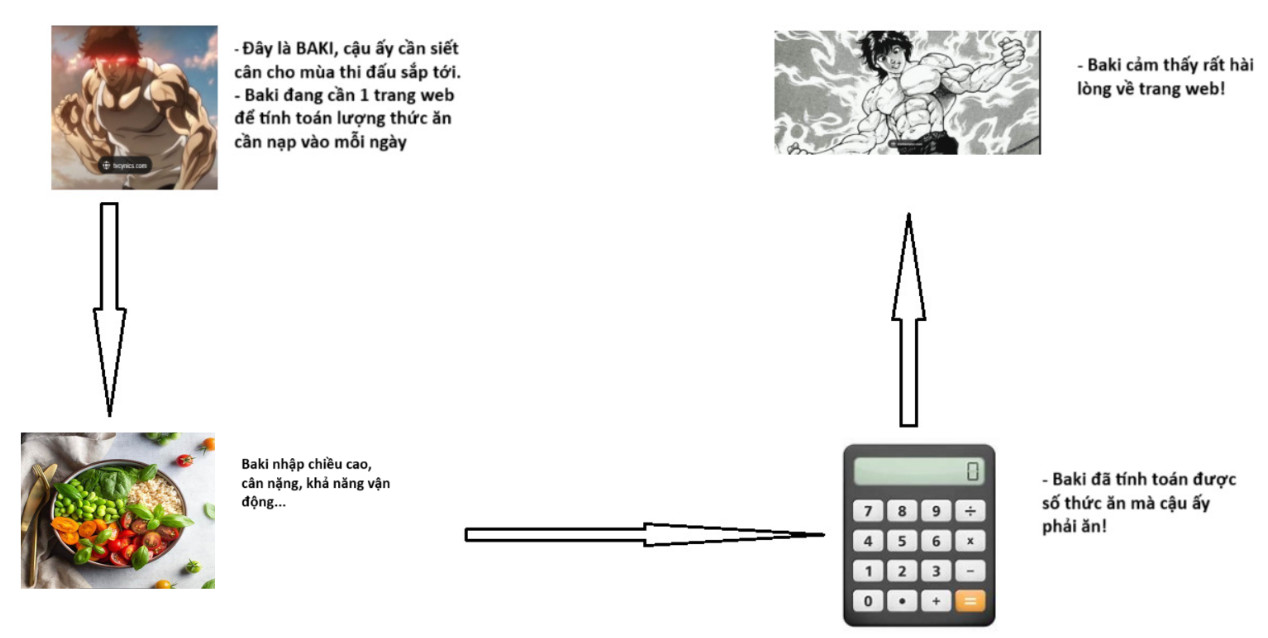 - Đây là BAKI, cậu ấy cần siết
cân cho mùa thi đấu sắp tới.
- Baki đang cần 1 trang web
để tính toán lượng thức ăn
cần nạp vào mỗi ngày
- Baki cảm thấy rất hài
lòng về trang web!
Baki nhập chiều cao,
cân nặng, khả năng vận
động...
0
7 8 9 ÷
4 5 6 x
1 2 3 −
0 • + =
- Baki đã tính toán được
số thức ăn mà cậu ấy
phải ăn!